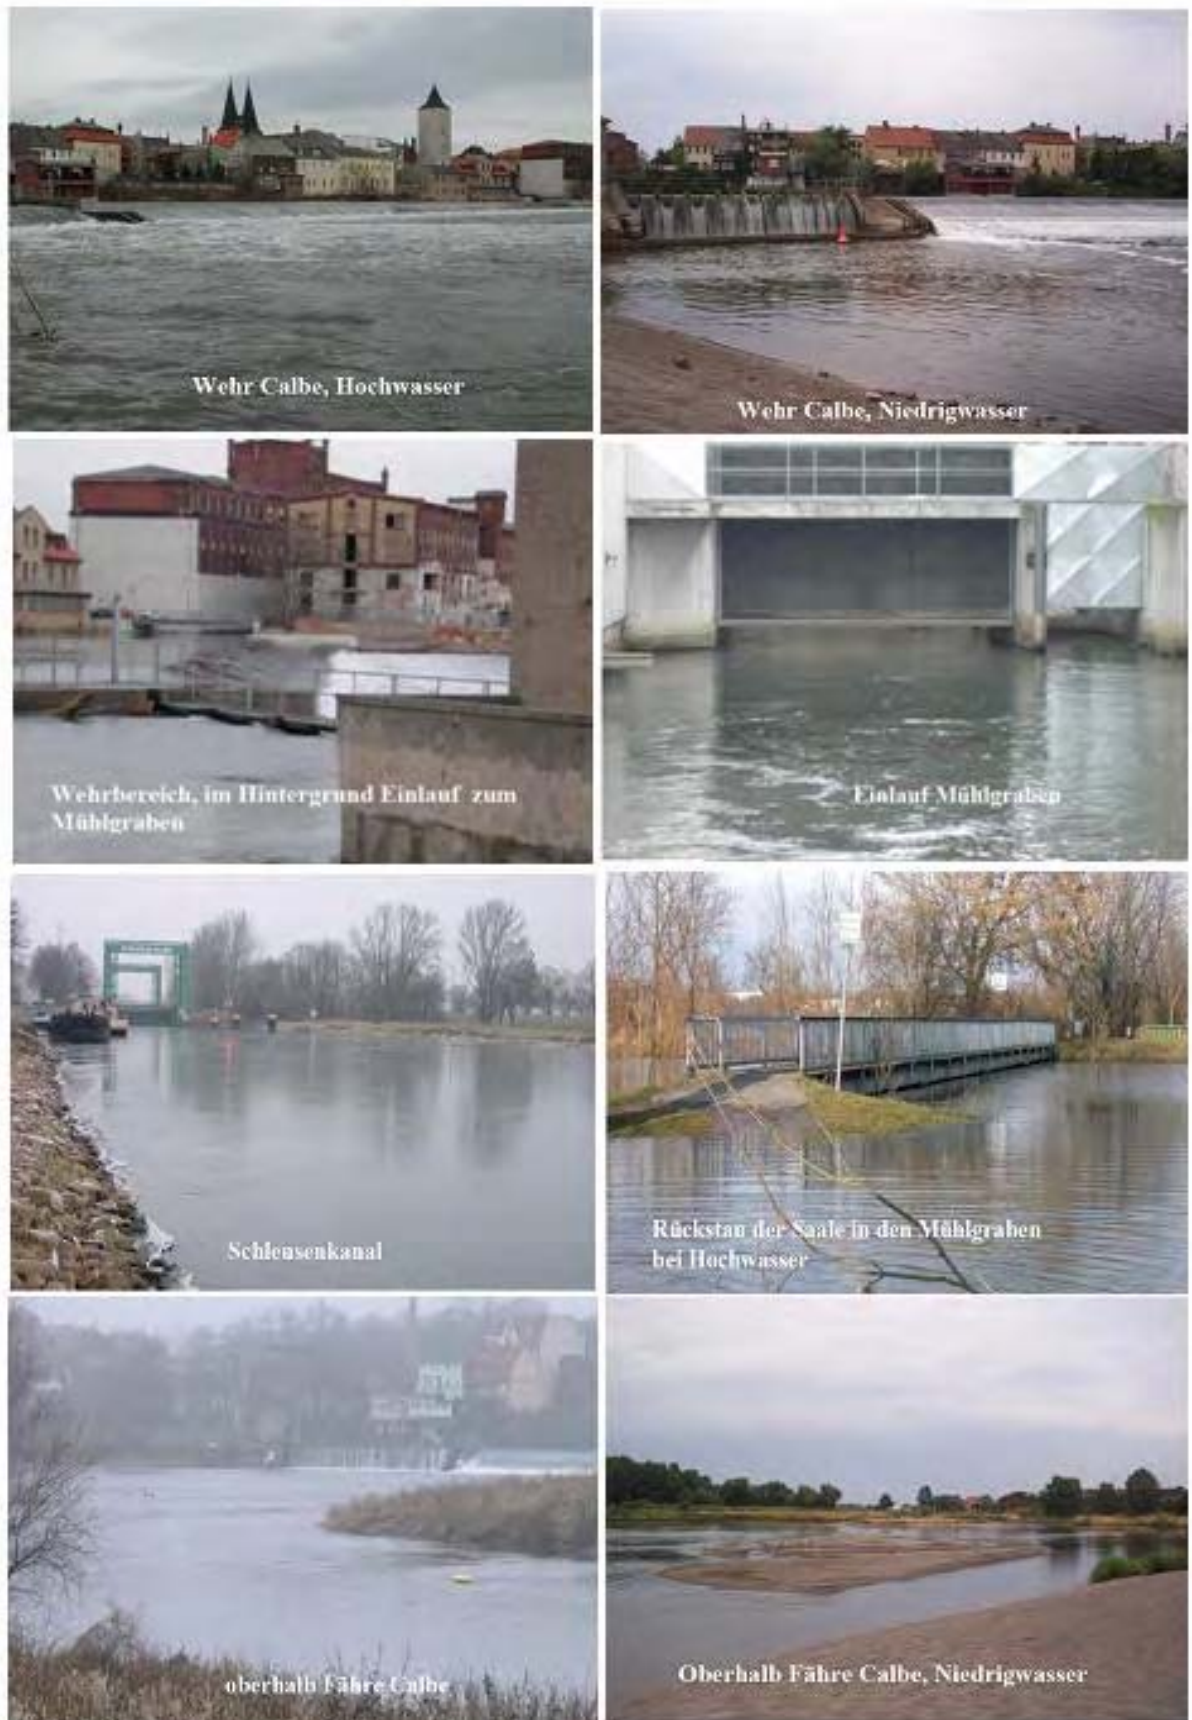 Wehr Calbe, Hochwasser
Wehr Calbe, Niedrigwasser
Wehrbereich, im Hintergrund Einlauf zum
Mühlgraben
Einlauf Mühlgraben
Schleusenkanal
Rückstau der Saale in den Mühlgraben
bei Hochwasser
oberhalb Fähre Calbe
Oberhalb Fähre Calbe, Niedrigwasser